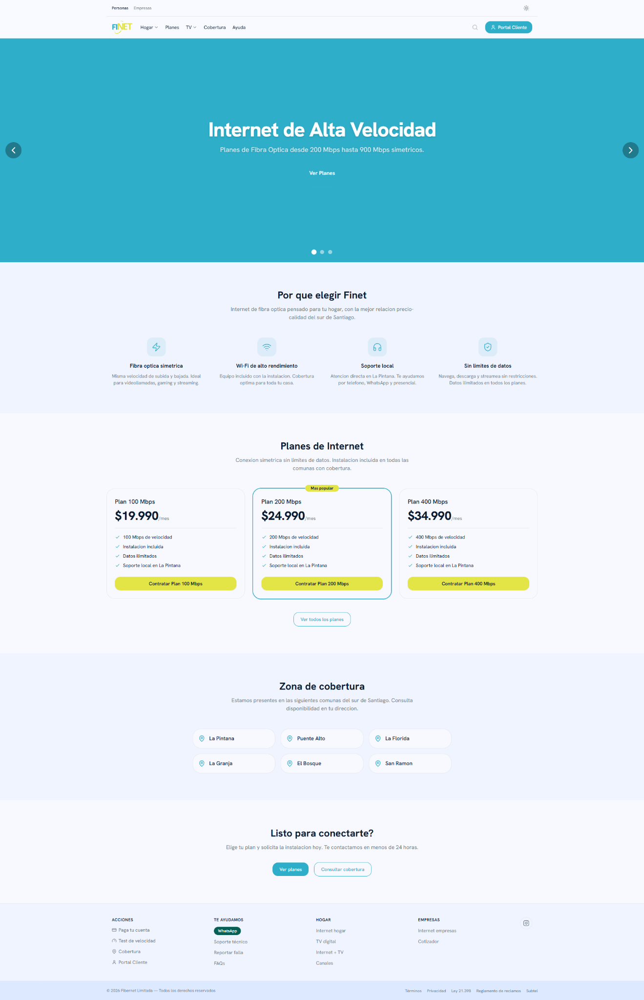 Personas Empresas
FINET Hogar Planes TV Cobertura Ayuda Portal Cliente
Internet de Alta Velocidad
Planes de Fibra Optica desde 200 Mbps hasta 900 Mbps simetricos.
Ver Planes
Por que elegir Finet
Internet de fibra optica pensado para tu hogar, con la mejor relacion precio-
calidad del sur de Santiago.
Fibra optica simetrica
Misma velocidad de subida y bajada. Ideal
para videollamadas, gaming y streaming.
Wi-Fi de alto rendimiento
Equipo incluido con la instalacion. Cobertura
optima para toda tu casa.
Soporte local
Atencion directa en La Pintana. Te ayudamos
por telefono, WhatsApp y presencial.
Sin limites de datos
Navega, descarga y streamea sin restricciones.
Datos ilimitados en todos los planes.
Planes de Internet
Conexion simetrica sin limites de datos. Instalacion incluida en todas las
comunas con cobertura.
Plan 100 Mbps
$19.990/mes
100 Mbps de velocidad
Instalacion incluida
Datos ilimitados
Soporte local en La Pintana
Contratar Plan 100 Mbps
Mas popular
Plan 200 Mbps
$24.990/mes
200 Mbps de velocidad
Instalacion incluida
Datos ilimitados
Soporte local en La Pintana
Contratar Plan 200 Mbps
Plan 400 Mbps
$34.990/mes
400 Mbps de velocidad
Instalacion incluida
Datos ilimitados
Soporte local en La Pintana
Contratar Plan 400 Mbps
Ver todos los planes
Zona de cobertura
Estamos presentes en las siguientes comunas del sur de Santiago. Consulta
disponibilidad en tu direccion.
La Pintana Puente Alto La Florida
La Granja El Bosque San Ramon
Listo para conectarte?
Elige tu plan y solicita la instalacion hoy. Te contactamos en menos de 24 horas.
Ver planes Consultar cobertura
ACCIONES
Paga tu cuenta
Test de velocidad
Cobertura
Portal Cliente
TE AYUDAMOS
WhatsApp
Soporte técnico
Reportar falla
FAQs
HOGAR
Internet hogar
TV digital
Internet + TV
Canales
EMPRESAS
Internet empresas
Cotizador
© 2026 Fibernet Limitada — Todos los derechos reservados
Términos Privacidad Ley 21.398 Reglamento de reclamos Subtel